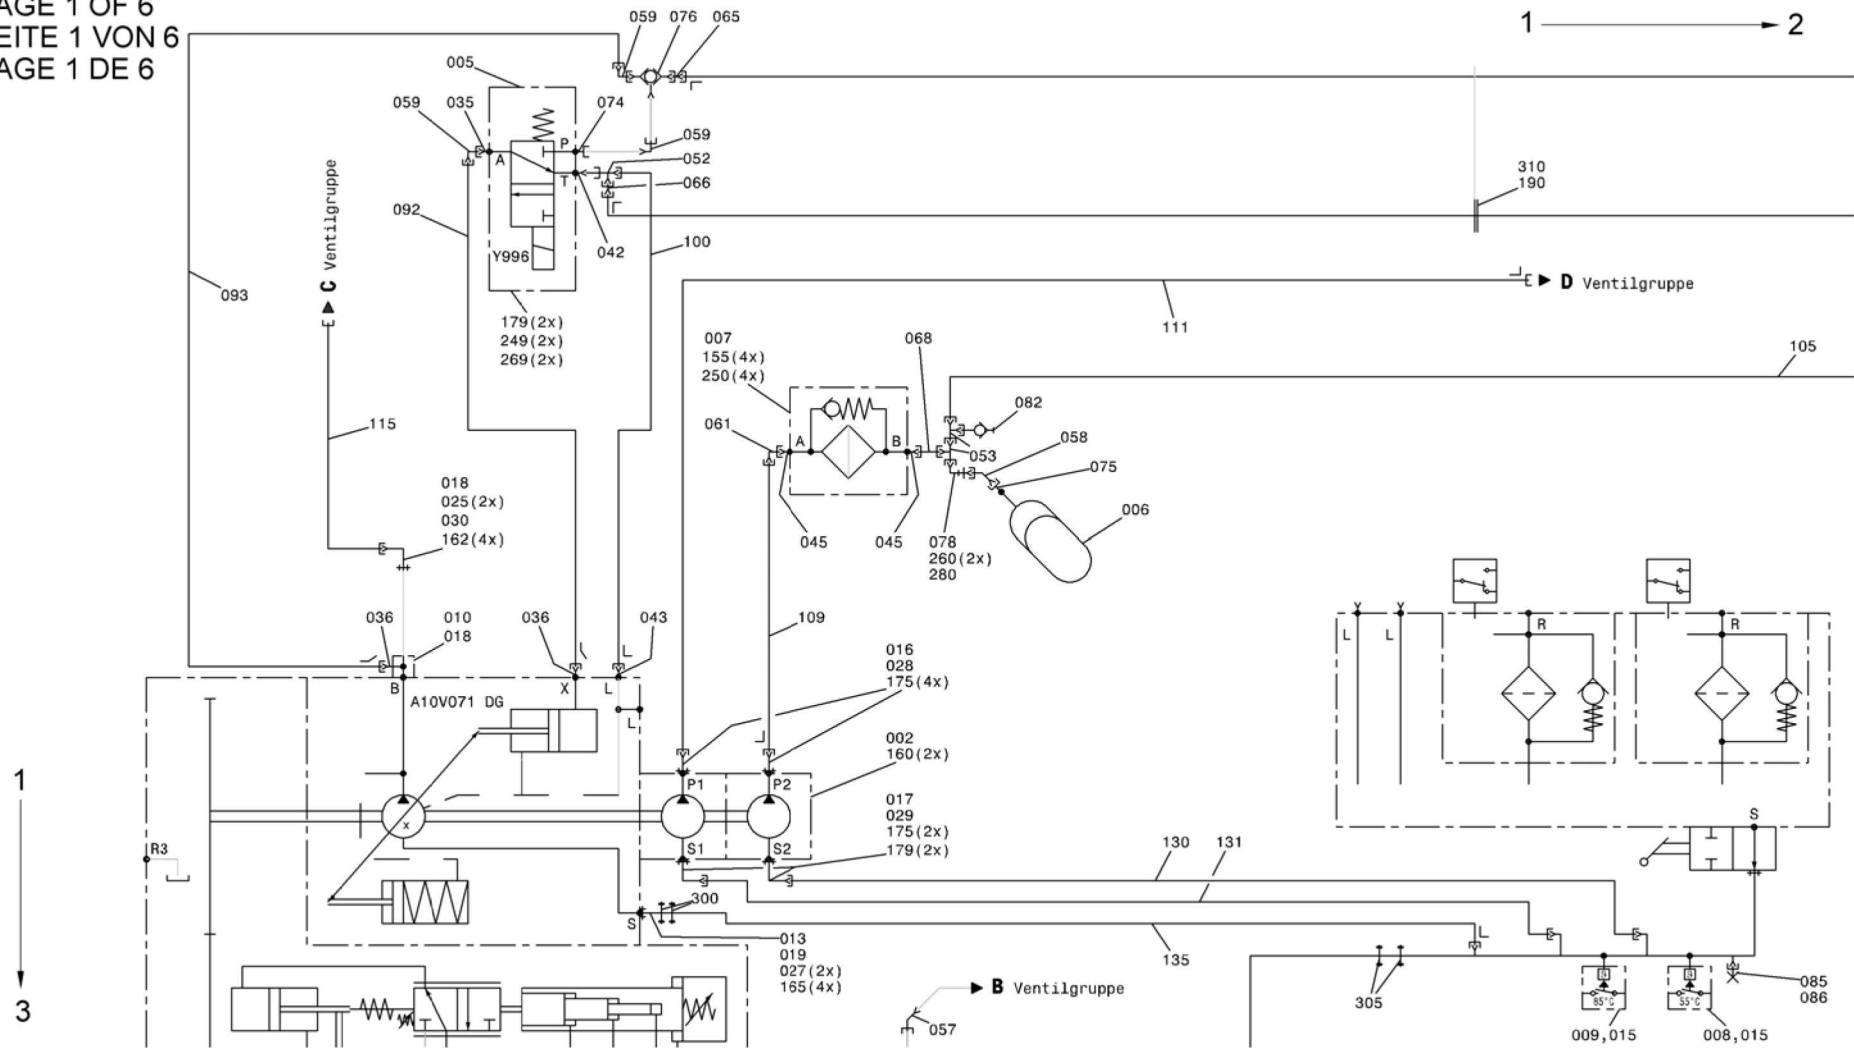 AGE 1 OF 6
EITE 1 VON 6
AGE 1 DE 6
1
2
059
076
065
005
059
035
074
P
A
T
059
052
066
310
190
C Ventilgruppe
092
Y996
042
100
093
D Ventilgruppe
179(2x)
249(2x)
269(2x)
111
007
155(4x)
250(4x)
068
105
082
115
061
A
B
053
058
075
018
025(2x)
030
162(4x)
006
045
045
078
260(2x)
280
036
010
018
036
043
109
016
028
175(4x)
B
A10V071 DG
X
L
L
L
L
R
R
002
160(2x)
P1
P2
x
017
029
175(2x)
179(2x)
S
R3
S1
S2
130
131
300
S
013
019
027(2x)
165(4x)
135
1
3
B Ventilgruppe
057
305
85°C
55°C
085
086
009,015
008,015